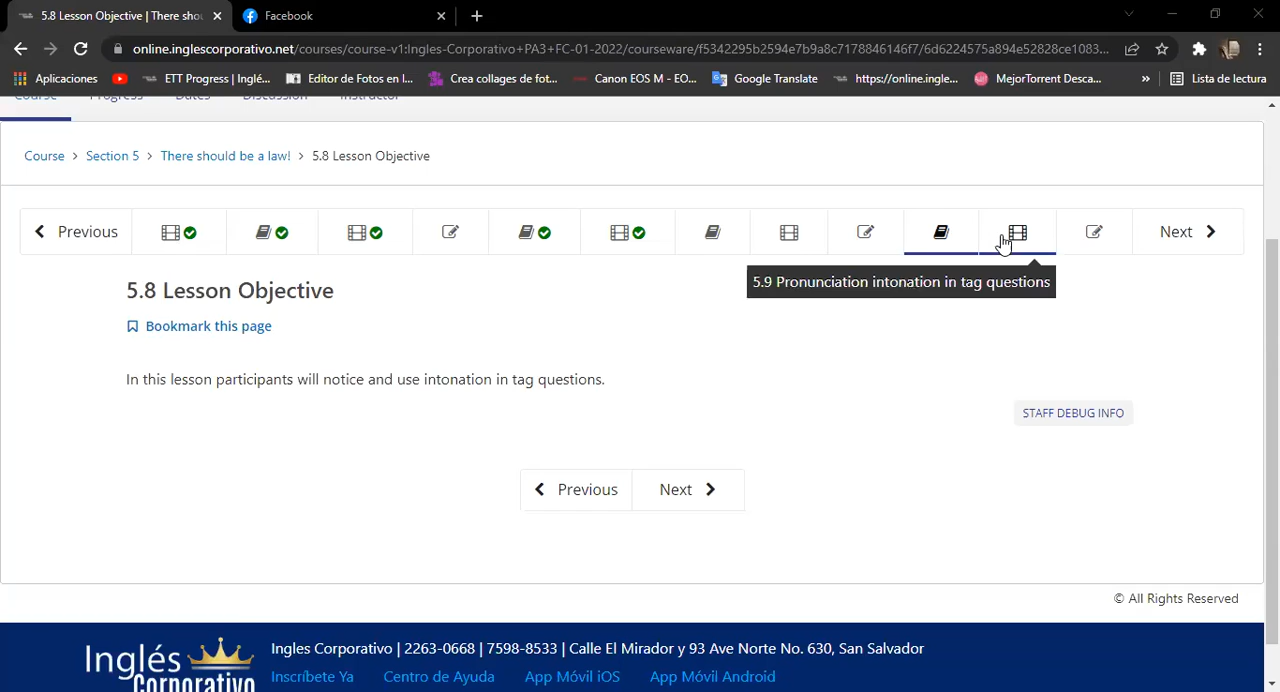 5.8 Lesson Objective | There shou
Facebook
online.inglescorporativo.net/courses/course-v1:Ingles-Corporativo+PA3+FC-01-2022/courseware/f5342295b2594e7b9a8c7178846146f7/6d6224575a894e52828ce1083...
Aplicaciones
ETT Progress | Inglé...
Editor de Fotos en l...
Crea collages de fot...
Canon EOS M - EO...
Google Translate
https://online.ingle...
MejorTorrent Desca...
»
Lista de lectura
Course Progress Dates Discussion Instructor
Course > Section 5 > There should be a law! > 5.8 Lesson Objective
Previous
Next
5.9 Pronunciation intonation in tag questions
5.8 Lesson Objective
Bookmark this page
In this lesson participants will notice and use intonation in tag questions.
STAFF DEBUG INFO
Previous Next
© All Rights Reserved
Inglés Corporativo
Ingles Corporativo | 2263-0668 | 7598-8533 | Calle El Mirador y 93 Ave Norte No. 630, San Salvador
Inscríbete Ya Centro de Ayuda App Móvil iOS App Móvil Android